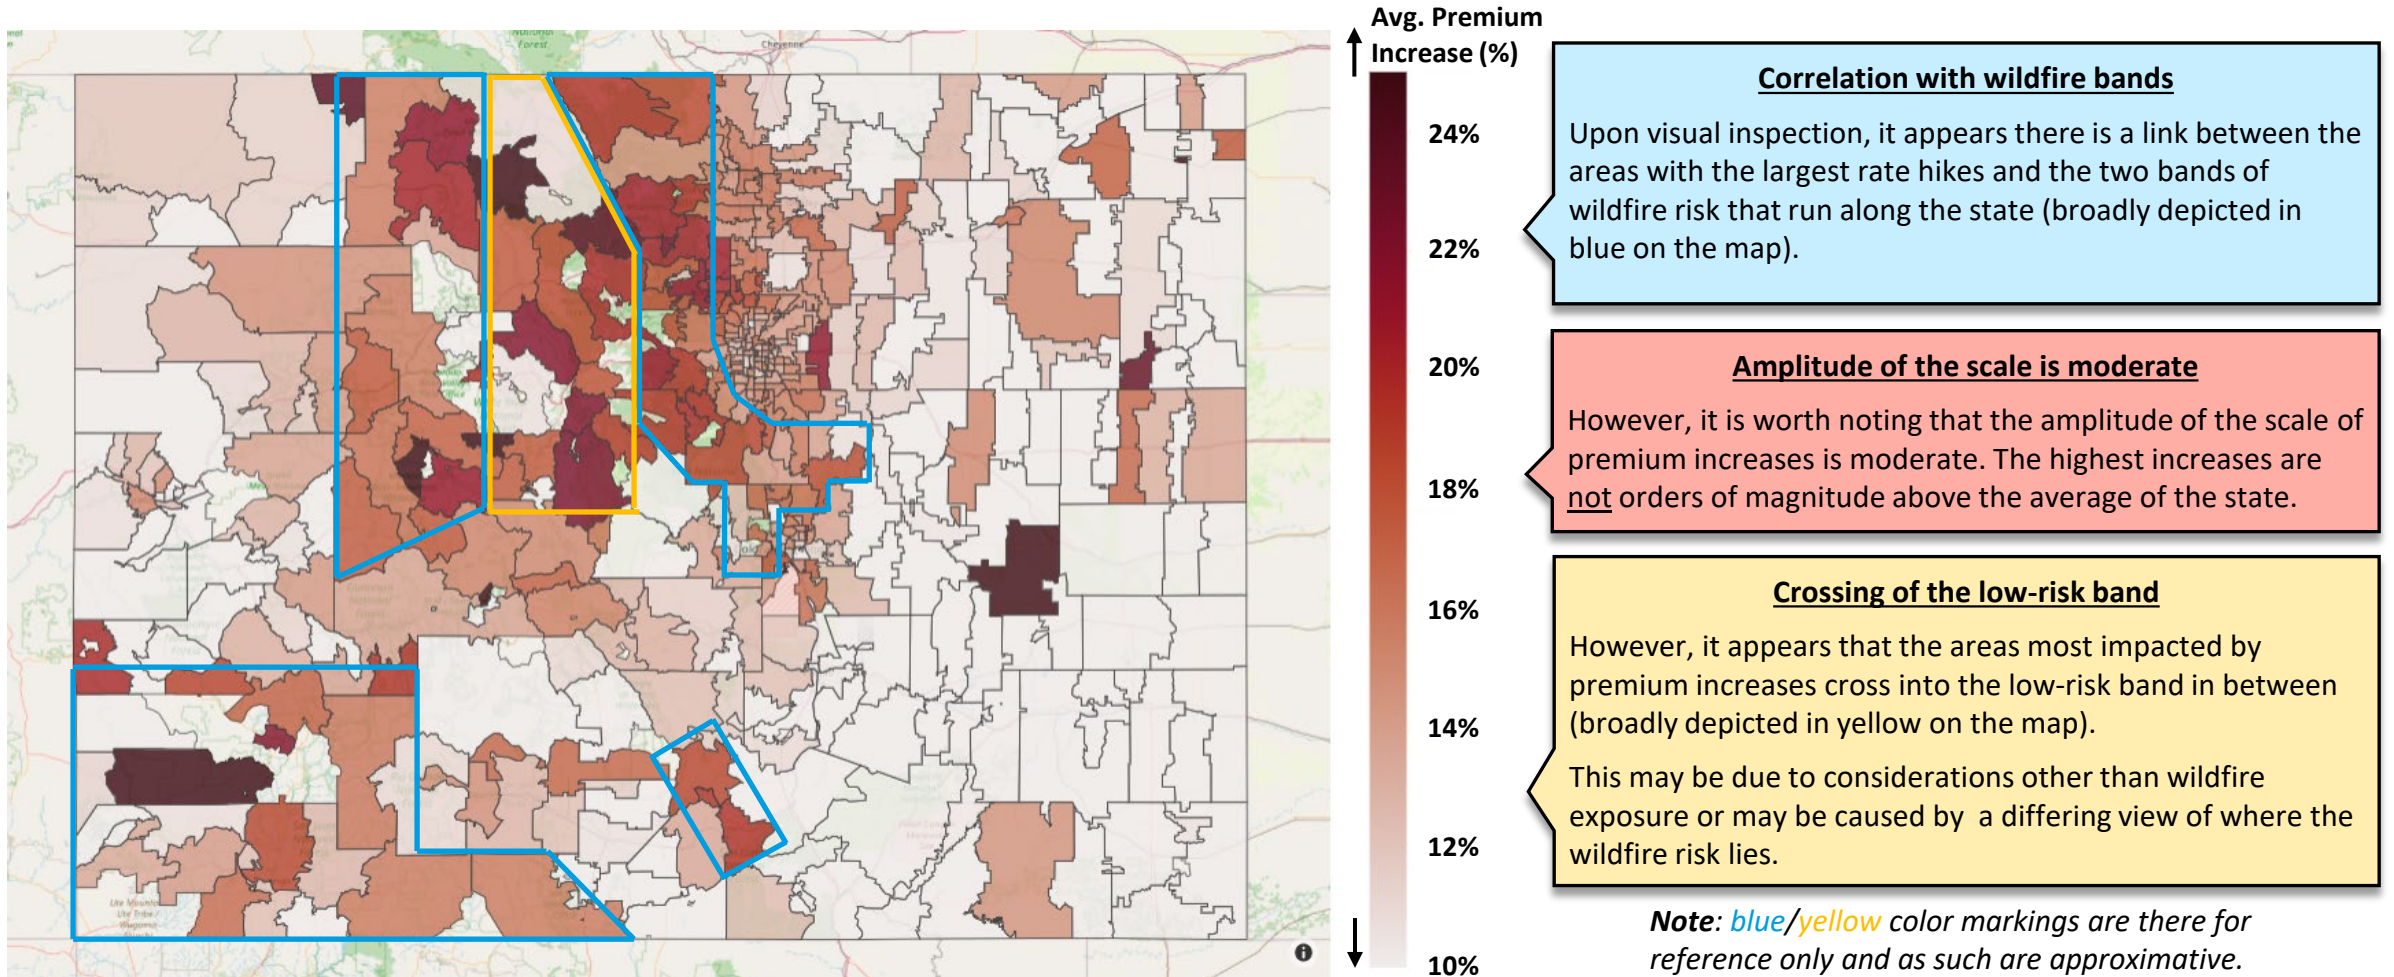 National
Forest
Cheyenne
Avg. Premium
Increase (%)
24%
22%
20%
18%
16%
14%
12%
10%
Correlation with wildfire bands
Upon visual inspection, it appears there is a link between the
areas with the largest rate hikes and the two bands of
wildfire risk that run along the state (broadly depicted in
blue on the map).
Amplitude of the scale is moderate
However, it is worth noting that the amplitude of the scale of
premium increases is moderate. The highest increases are
not orders of magnitude above the average of the state.
Crossing of the low-risk band
However, it appears that the areas most impacted by
premium increases cross into the low-risk band in between
(broadly depicted in yellow on the map).
This may be due to considerations other than wildfire
exposure or may be caused by  a differing view of where the
wildfire risk lies.
Note: blue/yellow color markings are there for
reference only and as such are approximative.
Ute Mountain
Ute Tribe /